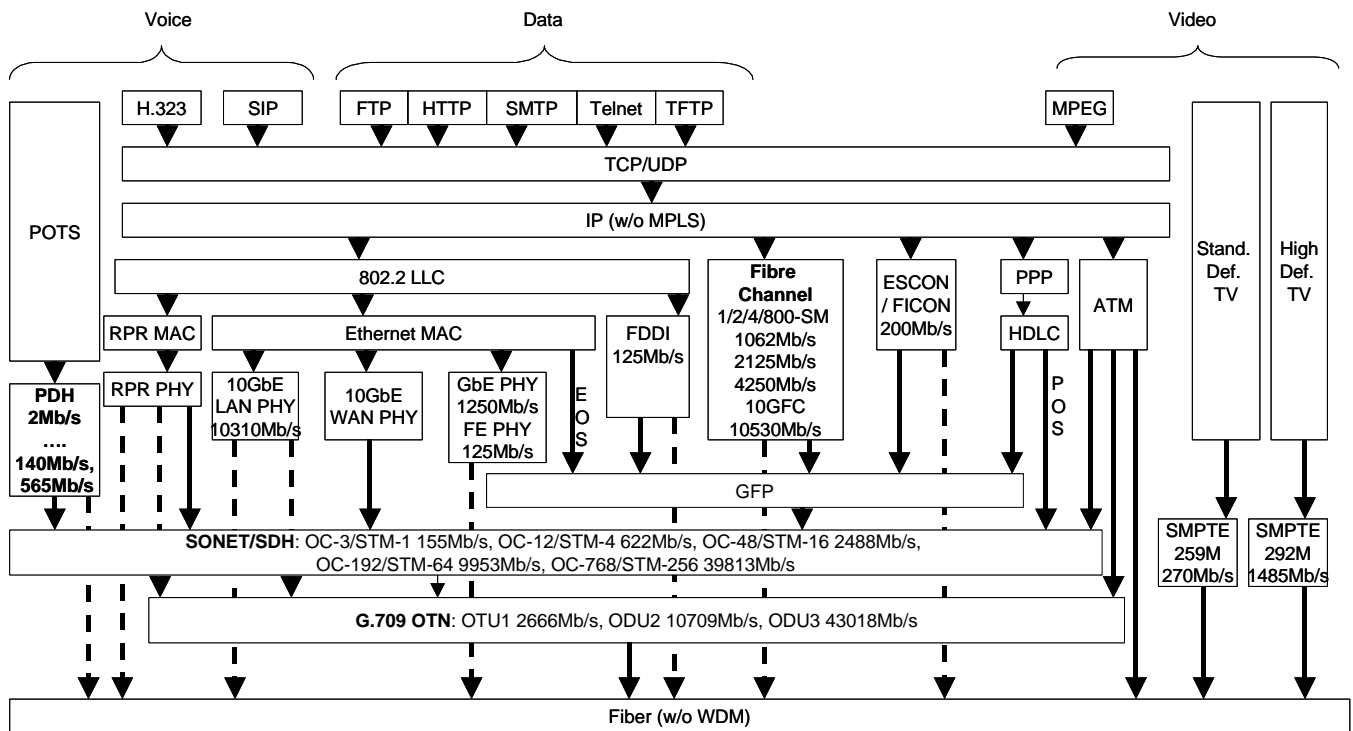 Voice
Data
Video
H.323
SIP
FTP
HTTP
SMTP
Telnet
TFTP
MPEG
TCP/UDP
IP (w/o MPLS)
POTS
802.2 LLC
Fibre
Channel
1/2/4/800-SM
1062Mb/s
2125Mb/s
4250Mb/s
10GFC
10530Mb/s
ESCON
/ FICON
200Mb/s
PPP
HDLC
ATM
Stand.
Def.
TV
High
Def.
TV
RPR MAC
Ethernet MAC
FDDI
125Mb/s
RPR PHY
PDH
2Mb/s
....
140Mb/s,
565Mb/s
10GbE
LAN PHY
10310Mb/s
10GbE
WAN PHY
GbE PHY
1250Mb/s
FE PHY
125Mb/s
E
O
S
P
O
S
GFP
SONET/SDH: OC-3/STM-1 155Mb/s, OC-12/STM-4 622Mb/s, OC-48/STM-16 2488Mb/s,
OC-192/STM-64 9953Mb/s, OC-768/STM-256 39813Mb/s
SMPTE
259M
270Mb/s
SMPTE
292M
1485Mb/s
G.709 OTN: OTU1 2666Mb/s, ODU2 10709Mb/s, ODU3 43018Mb/s
Fiber (w/o WDM)